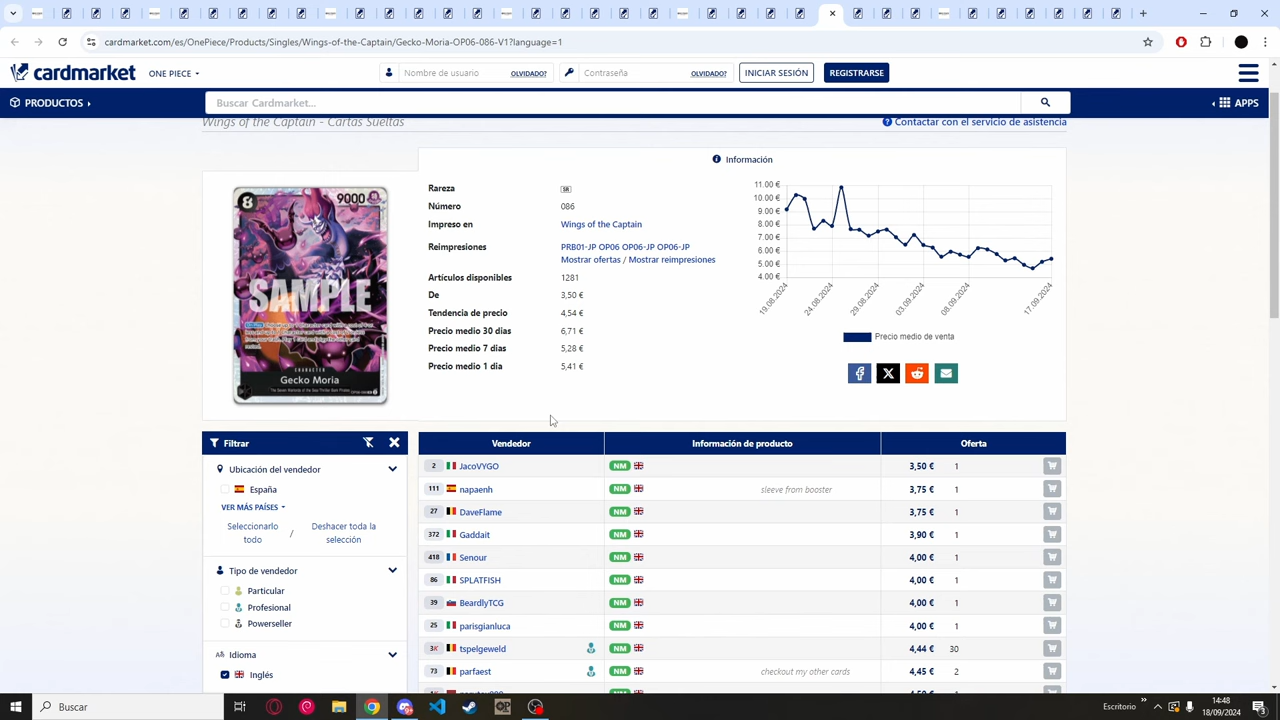 cardmarket.com/es/OnePiece/Products/Singles/Wings-of-the-Captain/Gecko-Moria-OP06-086-V1?language=1
cardmarket
ONE PIECE
Nombre de usuario
OLVIDADO?
Contraseña
OLVIDADO?
INICIAR SESIÓN
REGISTRARSE
PRODUCTOS
Buscar Cardmarket...
APPS
Wings of the Captain - Cartas Sueltas
Contactar con el servicio de asistencia
Información
8
9000
SAMPLE
CHARACTER
Gecko Moria
Rareza SR
Número 086
Impreso en Wings of the Captain
Reimpresiones PRB01-JP OP06 OP06-JP OP06-JP
Mostrar ofertas / Mostrar reimpresiones
Artículos disponibles 1281
De 3,50 €
Tendencia de precio 4,54 €
Precio medio 30 días 6,71 €
Precio medio 7 días 5,28 €
Precio medio 1 día 5,41 €
11.00 €
10.00 €
9.00 €
8.00 €
7.00 €
6.00 €
5.00 €
4.00 €
19.08.2024
24.08.2024
29.08.2024
03.09.2024
08.09.2024
17.09.2024
Precio medio de venta
Filtrar
Ubicación del vendedor
España
VER MÁS PAÍSES
Seleccionarlo todo / Deshacer toda la selección
Tipo de vendedor
Particular
Profesional
Powerseller
Idioma
Inglés
Vendedor Información de producto Oferta
2 JacoVYGO NM 3,50 € 1
111 napaenh NM sleeve from booster 3,75 € 1
27 DaveFlame NM 3,75 € 1
372 Gaddait NM 3,90 € 1
418 Senour NM 4,00 € 1
86 SPLATFISH NM 4,00 € 1
39 BeardlyTCG NM 4,00 € 1
25 parisgianluca NM 4,00 € 1
3K tspelgeweld NM 4,44 € 30
73 parfaest NM checkout my other cards 4,45 € 2
Buscar
Escritorio
14:48
18/09/2024